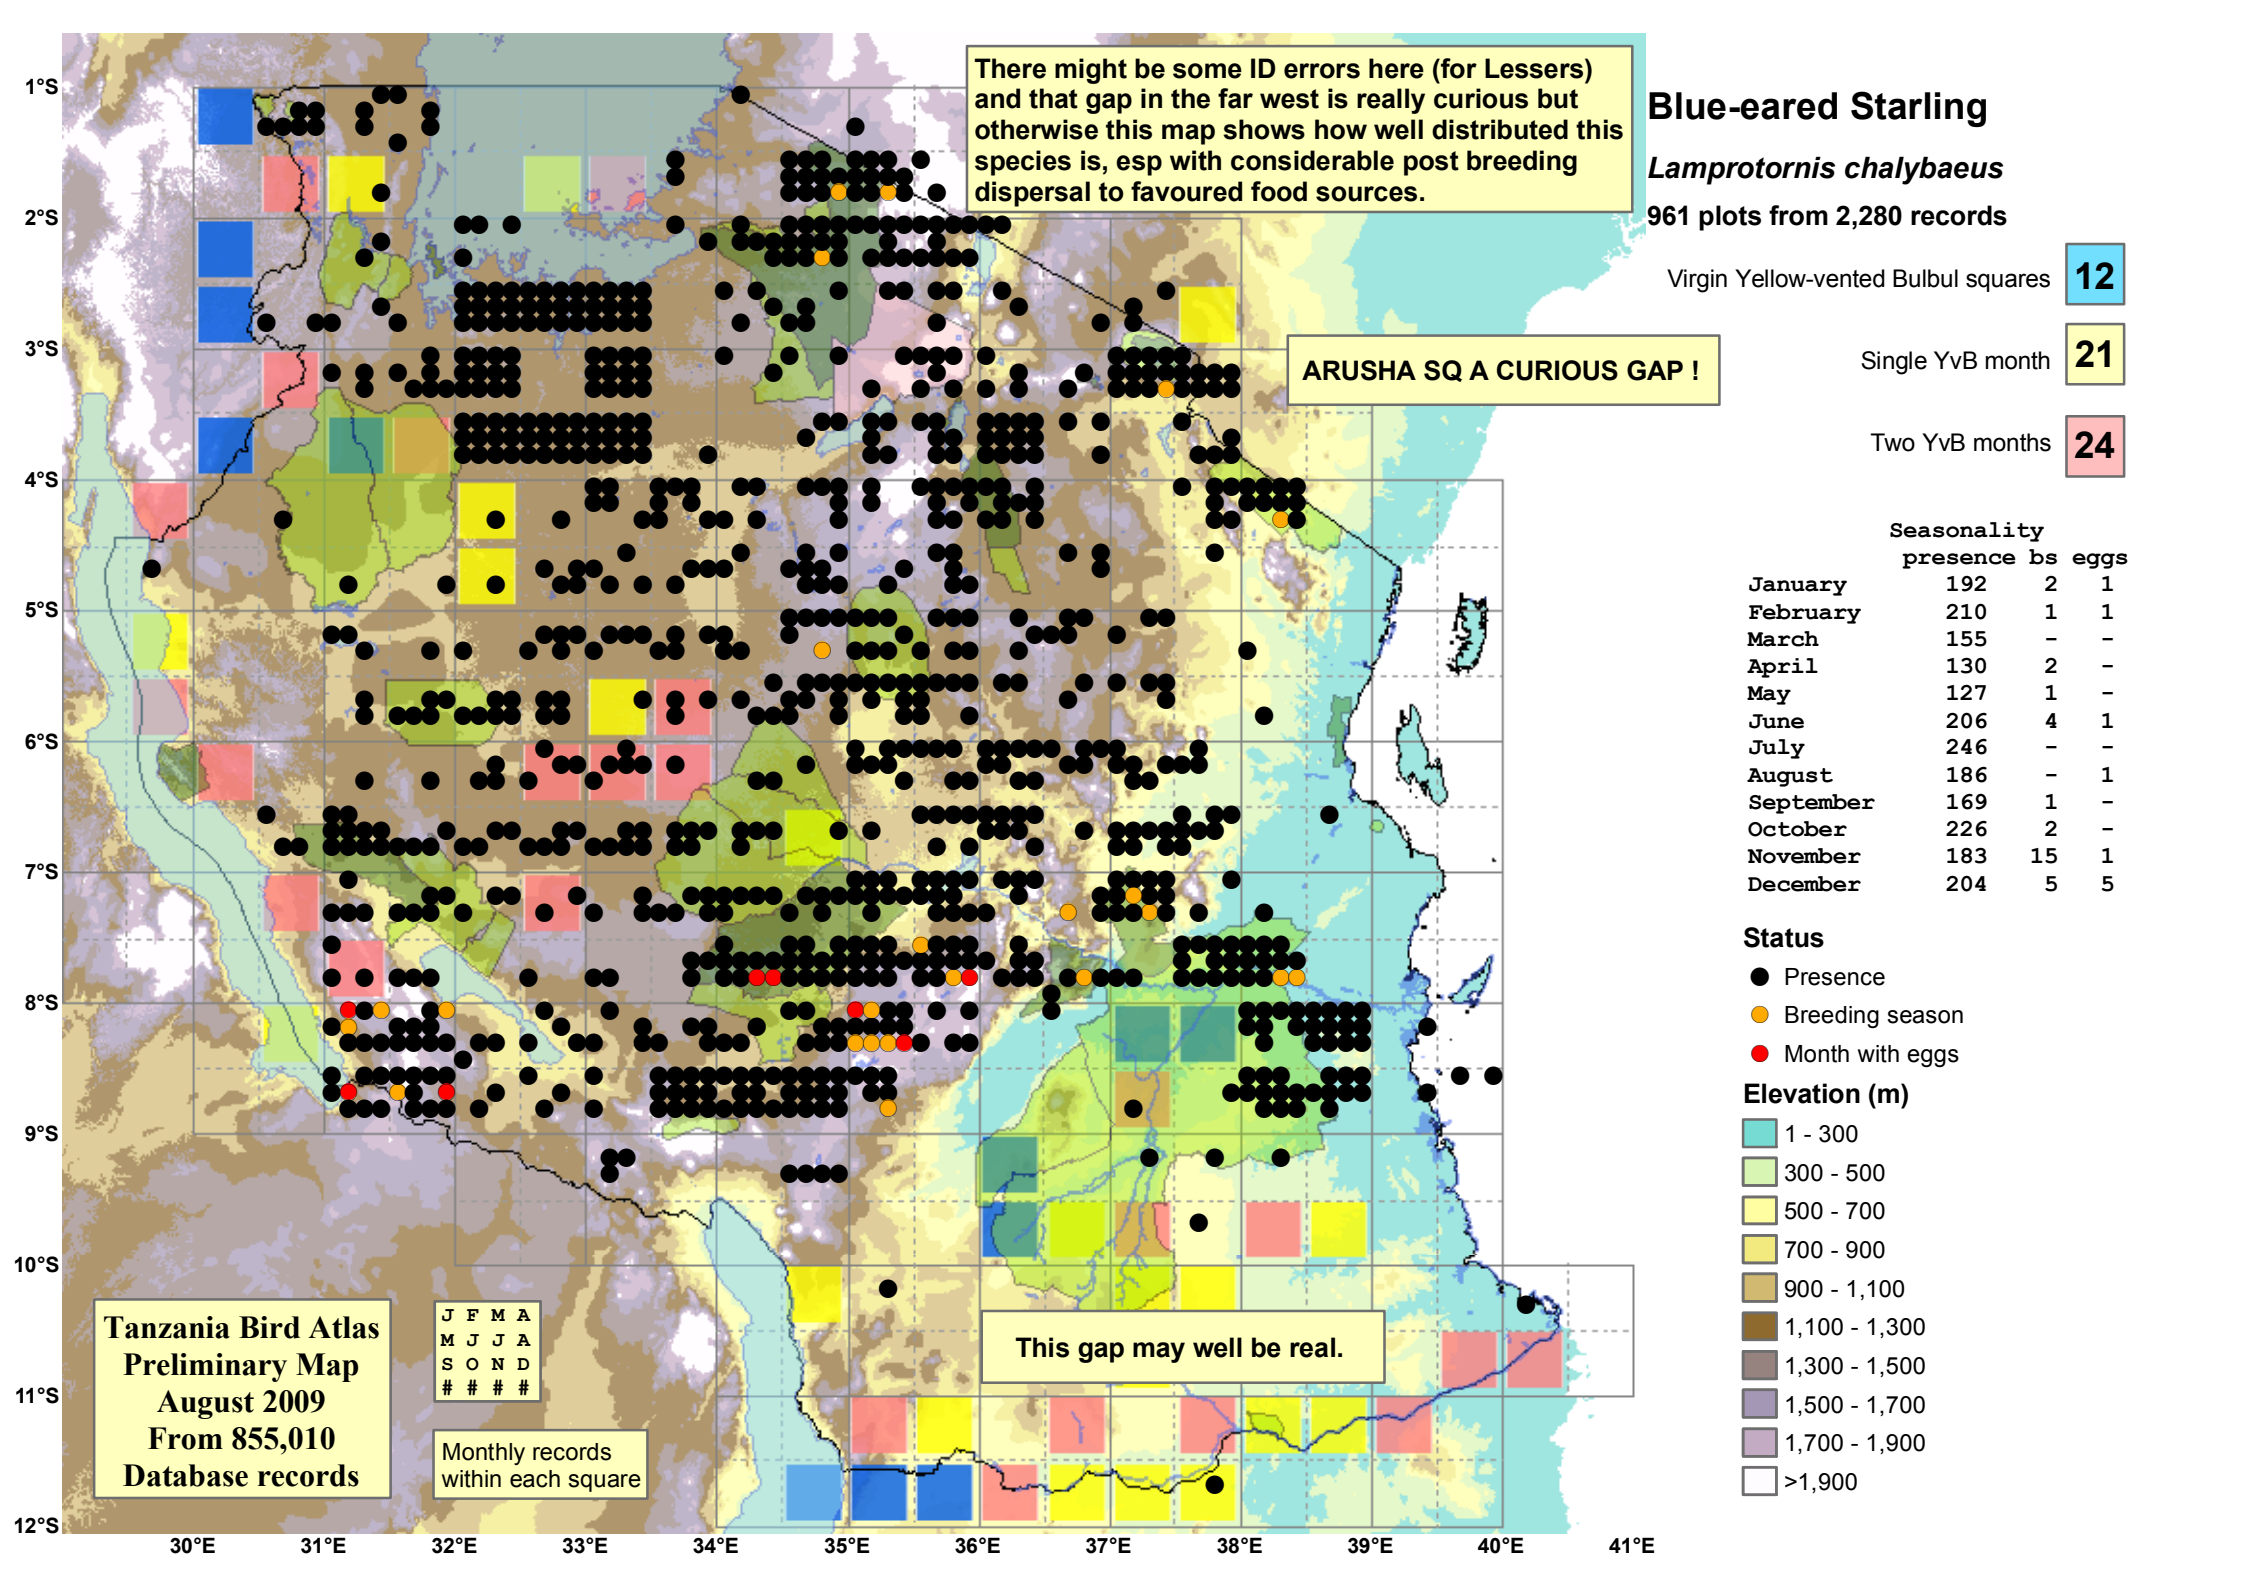 There might be some ID errors here (for Lessers)
and that gap in the far west is really curious but
otherwise this map shows how well distributed this
species is, esp with considerable post breeding
dispersal to favoured food sources.
Blue-eared Starling
Lamprotornis chalybaeus
961 plots from 2,280 records
Virgin Yellow-vented Bulbul squares 12
Single YvB month 21
Two YvB months 24
ARUSHA SQ A CURIOUS GAP !
Seasonality
presence bs eggs
January 192 2 1
February 210 1 1
March 155 - -
April 130 2 -
May 127 1 -
June 206 4 1
July 246 - -
August 186 - 1
September 169 1 -
October 226 2 -
November 183 15 1
December 204 5 5
Status
Presence
Breeding season
Month with eggs
Elevation (m)
1 - 300
300 - 500
500 - 700
700 - 900
900 - 1,100
1,100 - 1,300
1,300 - 1,500
1,500 - 1,700
1,700 - 1,900
>1,900
1°S
2°S
3°S
4°S
5°S
6°S
7°S
8°S
9°S
10°S
11°S
12°S
This gap may well be real.
Tanzania Bird Atlas
Preliminary Map
August 2009
From 855,010
Database records
J F M A
M J J A
S O N D
# # # #
Monthly records
within each square
30°E 31°E 32°E 33°E 34°E 35°E 36°E 37°E 38°E 39°E 40°E 41°E